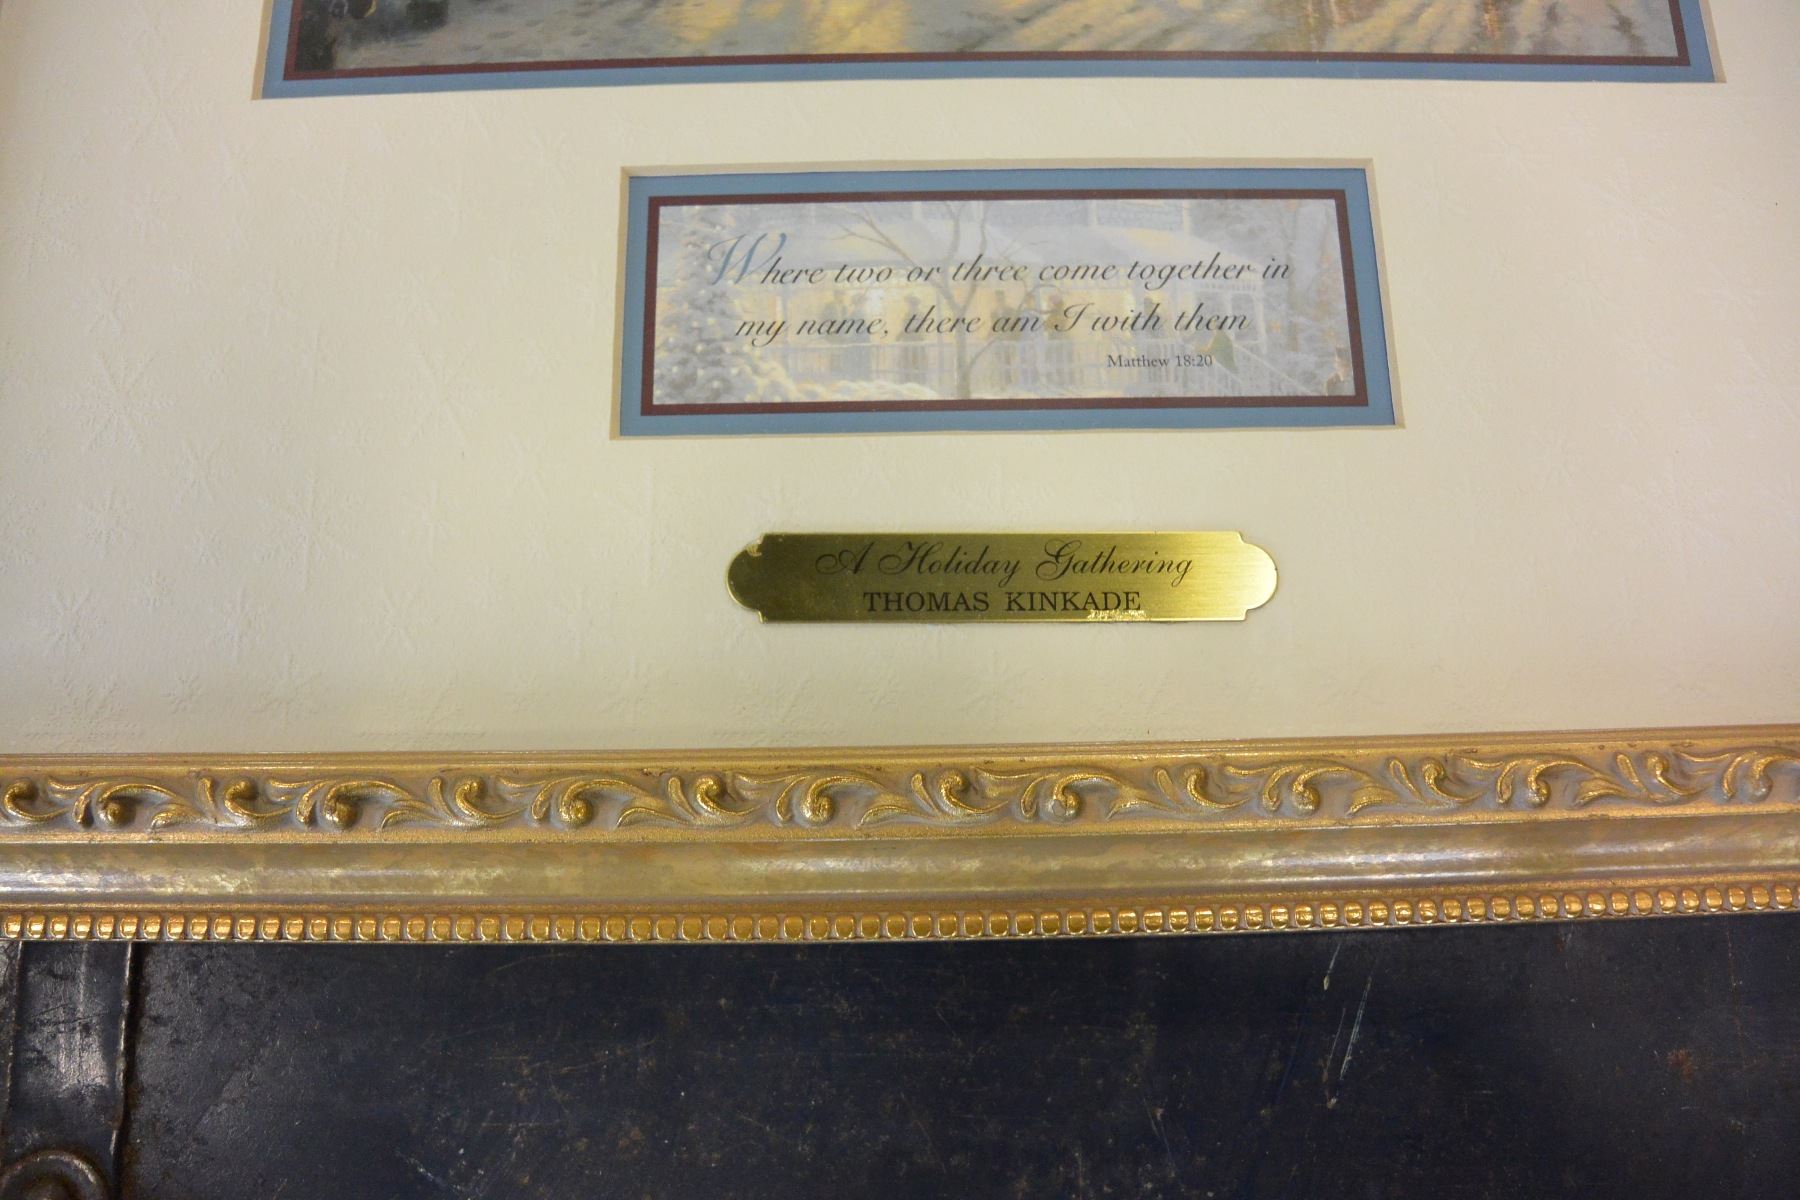 Where two or three come together in
my name, there am I with them
Matthew 18:20
A Holiday Gathering
THOMAS KINKADE